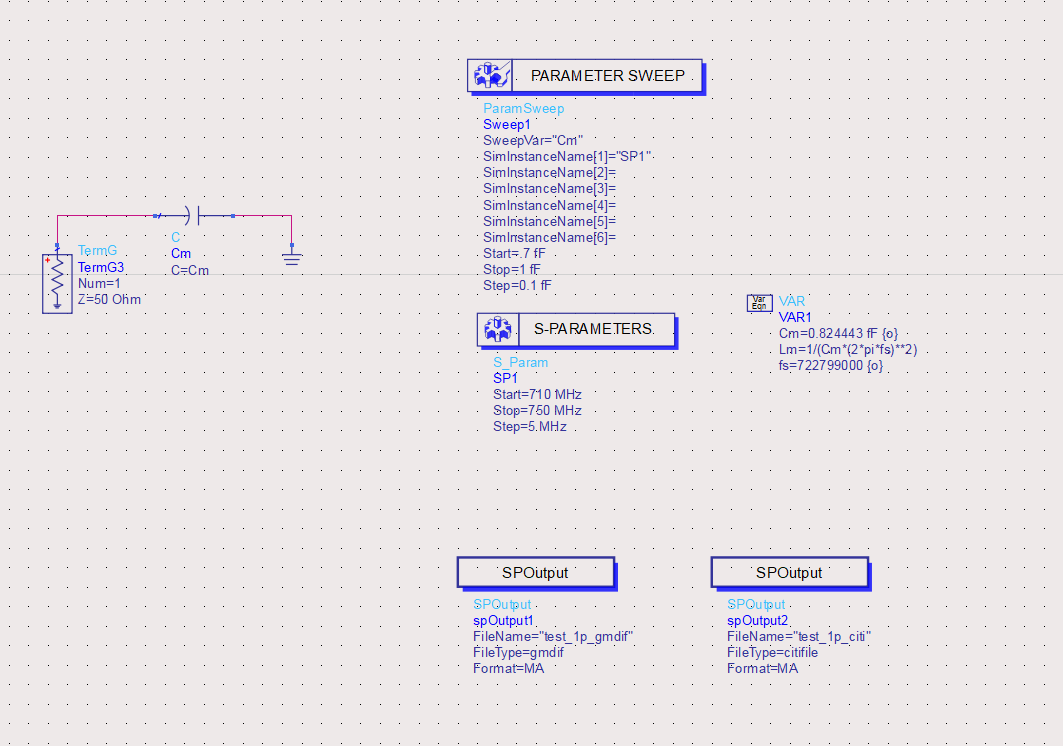 PARAMETER SWEEP
ParamSweep
Sweep1
SweepVar="Cm"
SimInstanceName[1]="SP1"
SimInstanceName[2]=
SimInstanceName[3]=
SimInstanceName[4]=
SimInstanceName[5]=
SimInstanceName[6]=
Start=.7 fF
Stop=1 fF
Step=0.1 fF
C
Cm
C=Cm
TermG
TermG3
Num=1
Z=50 Ohm
S-PARAMETERS
S_Param
SP1
Start=710 MHz
Stop=750 MHz
Step=5 MHz
Var
Eqn
VAR
VAR1
Cm=0.824443 fF {o}
Lm=1/(Cm*(2*pi*fs)**2)
fs=722799000 {o}
SPOutput
SPOutput
spOutput1
FileName="test_1p_gmdif"
FileType=gmdif
Format=MA
SPOutput
SPOutput
spOutput2
FileName="test_1p_citi"
FileType=citifile
Format=MA